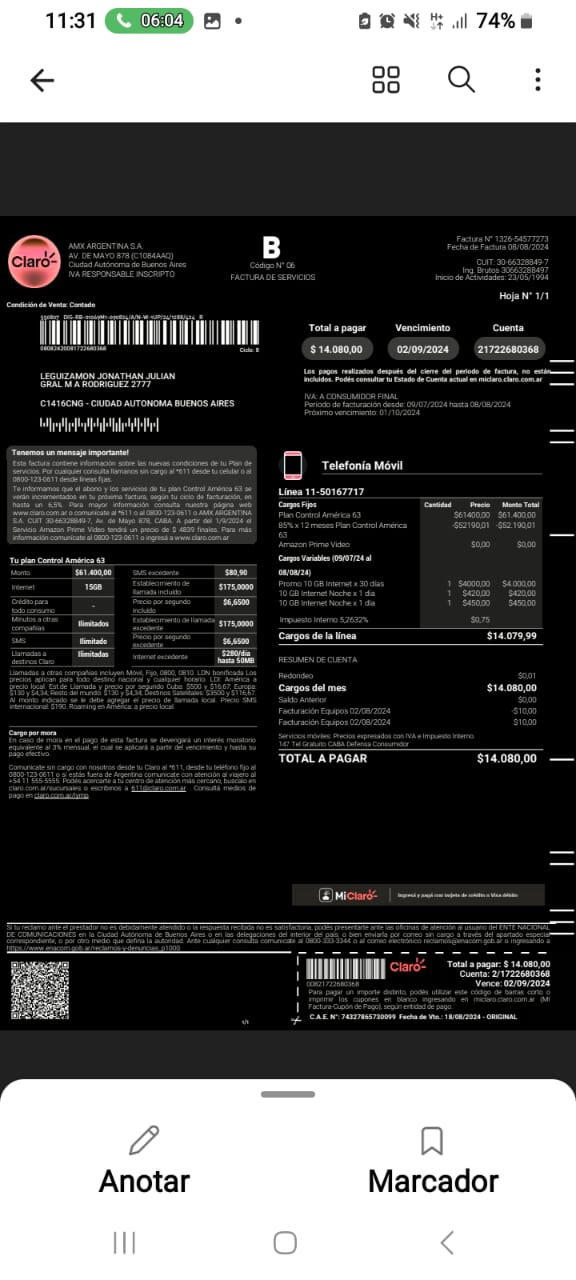 11:31 06:04 74%
Claro
AMX ARGENTINA S.A.
AV. DE MAYO 878 (C1084AAQ)
Ciudad Autónoma de Buenos Aires
IVA RESPONSABLE INSCRIPTO
B
Código N° 06
FACTURA DE SERVICIOS
Factura N° 1326-54577273
Fecha de Factura 08/08/2024
CUIT: 30-66328849-7
Ing. Brutos 30663288497
Inicio de Actividades: 23/05/1994
Hoja N° 1/1
Condición de Venta: Contado
08082420081722680368
Ciclo: 8
LEGUIZAMON JONATHAN JULIAN
GRAL M A RODRIGUEZ 2777
C1416CNG - CIUDAD AUTONOMA BUENOS AIRES
Total a pagar Vencimiento Cuenta
$ 14.080,00 02/09/2024 21722680368
Los pagos realizados después del cierre del período de factura, no están
incluidos. Podés consultar tu Estado de Cuenta actual en miclaro.claro.com.ar
IVA: A CONSUMIDOR FINAL
Período de facturación desde: 09/07/2024 hasta 08/08/2024
Próximo vencimiento: 01/10/2024
Tenemos un mensaje importante!
Esta factura contiene información sobre las nuevas condiciones de tu Plan de
servicios. Por cualquier consulta llamanos sin cargo al *611 desde tu celular o al
0800-123-0611 desde líneas fijas.
Te informamos que el abono y los servicios de tu plan Control América 63 se
verán incrementados en tu próxima factura, según tu ciclo de facturación, en
hasta un 6,5%. Para mayor información consultá nuestra página web
www.claro.com.ar o comunicate al *611 o al 0800-123-0611 o AMX ARGENTINA
S.A. CUIT 30-66328849-7, Av. de Mayo 878, CABA. A partir del 1/9/2024 el
Servicio Amazon Prime Video tendrá un precio de $ 4839 finales. Para más
información comunicate al 0800-123-0611 o ingresá a www.claro.com.ar
Tu plan Control América 63
Monto $61.400,00 SMS excedente $80,90
Internet 15GB Establecimiento de llamada incluido $175,0000
Crédito para todo consumo - Precio por segundo incluido $6,6500
Minutos a otras compañías Ilimitados Establecimiento de llamada excedente $175,0000
SMS Ilimitado Precio por segundo excedente $6,6500
Llamadas a destinos Claro Ilimitadas Internet excedente $280/día hasta 50MB
Llamadas a otras compañías incluyen Móvil, Fijo, 0800, 0810. LDN bonificada Los
precios aplican para todo destino nacional y cualquier horario. LDI: América a
precio local. Est.de Llamada y precio por segundo Cuba: $500 y $16,67, Europa:
$130 y $4,34, Resto del mundo: $130 y $4,34, Destinos Satelitales: $3500 y $16,67.
Al monto indicado se le debe agregar el precio de llamada local. Precio SMS
internacional: $190. Roaming en América a precio local.
Cargo por mora
En caso de mora en el pago de esta factura se devengará un interés moratorio
equivalente al 3% mensual, el cual se aplicará a partir del vencimiento y hasta su
pago efectivo.
Comunicate sin cargo con nosotros desde tu Claro al *611, desde tu teléfono fijo al
0800-123-0611 o si estás fuera de Argentina comunicate con atención al viajero al
+54 11 555-5555. Podés acercarte a tu centro de atención más cercano, buscalo en
claro.com.ar/sucursales o escribinos a 611@claro.com.ar . Consultá medios de
pago en claro.com.ar/lymp
Telefonía Móvil
Línea 11-50167717
Cargos Fijos Cantidad Precio Monto Total
Plan Control América 63 $61400,00 $61.400,00
85% x 12 meses Plan Control América 63 -$52190,01 -$52.190,01
Amazon Prime Video $0,00 $0,00
Cargos Variables (09/07/24 al
08/08/24)
Promo 10 GB Internet x 30 días 1 $4000,00 $4.000,00
10 GB Internet Noche x 1 día 1 $420,00 $420,00
10 GB Internet Noche x 1 día 1 $450,00 $450,00
Impuesto Interno 5,2632% $0,75
Cargos de la línea $14.079,99
RESUMEN DE CUENTA
Redondeo $0,01
Cargos del mes $14.080,00
Saldo Anterior $0,00
Facturación Equipos 02/08/2024 -$10,00
Facturación Equipos 02/08/2024 $10,00
Servicios móviles: Precios expresados con IVA e Impuesto Interno.
147 Tel Gratuito CABA Defensa Consumidor
TOTAL A PAGAR $14.080,00
MiClaro
Ingresá y pagá con tarjeta de crédito o Visa débito
Si tu reclamo ante el prestador no es debidamente atendido o la respuesta recibida no es satisfactoria, podés presentarte ante las oficinas de atención al usuario del ENTE NACIONAL
DE COMUNICACIONES en la Ciudad Autónoma de Buenos Aires o en las delegaciones del interior del país; o bien enviarla por correo sin cargo a través del apartado especial
correspondiente, o por otro medio que defina la autoridad. Ante cualquier consulta comunicate al 0800-333-3344 o al correo electrónico reclamos@enacom.gob.ar o ingresando a
https://www.enacom.gob.ar/reclamos-y-denuncias_p1000.
00821722680368
Claro
Total a pagar: $ 14.080,00
Cuenta: 2/1722680368
Vence: 02/09/2024
Para pagar un importe distinto, podés utilizar este código de barras corto o
imprimir los cupones en blanco ingresando en miclaro.claro.com.ar (Mi
Factura-Cupón de Pago), según entidad de pago.
C.A.E. N°: 74327865730099 Fecha de Vto.: 18/08/2024 - ORIGINAL
1/1
Anotar Marcador